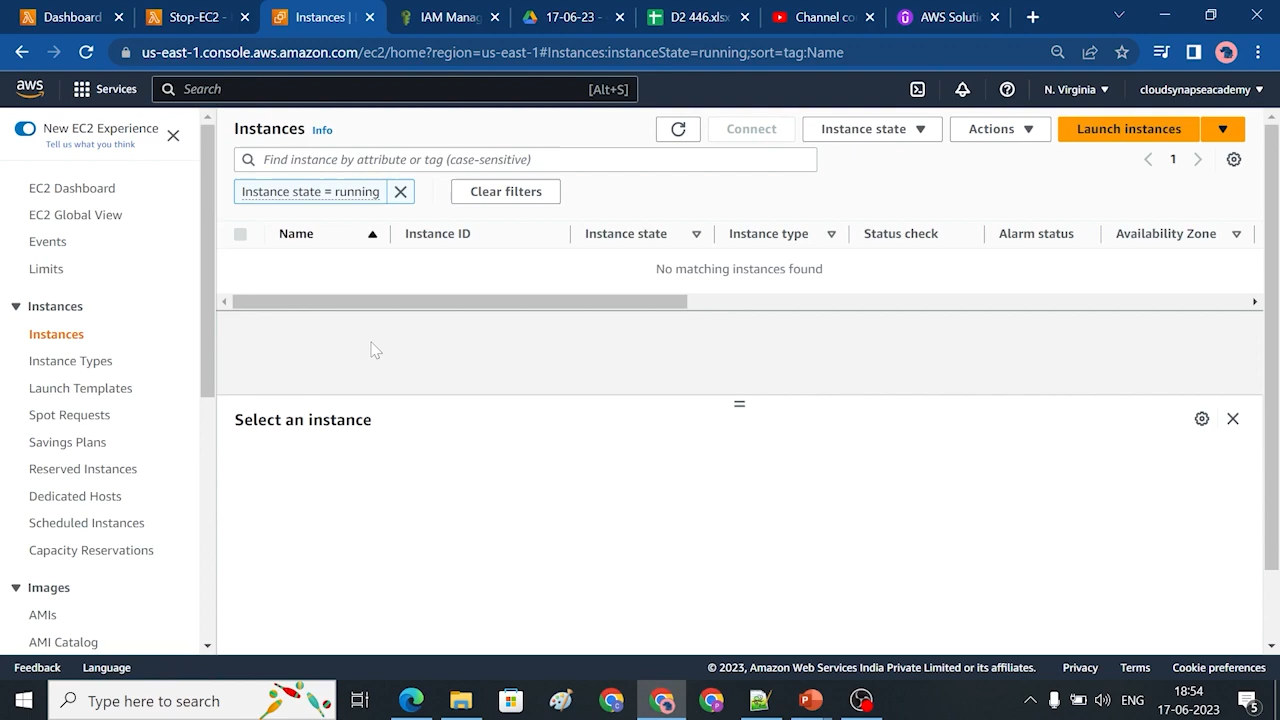 Dashboard
Stop-EC2 -
Instances |
IAM Manag
17-06-23 -
D2 446.xlsx
Channel co
AWS Soluti
us-east-1.console.aws.amazon.com/ec2/home?region=us-east-1#Instances:instanceState=running;sort=tag:Name
aws
Services
Search
[Alt+S]
N. Virginia
cloudsynapseacademy
New EC2 Experience
Tell us what you think
EC2 Dashboard
EC2 Global View
Events
Limits
Instances
Instances
Instance Types
Launch Templates
Spot Requests
Savings Plans
Reserved Instances
Dedicated Hosts
Scheduled Instances
Capacity Reservations
Images
AMIs
AMI Catalog
Instances Info
Connect
Instance state
Actions
Launch instances
Find instance by attribute or tag (case-sensitive)
1
Instance state = running
Clear filters
Name
Instance ID
Instance state
Instance type
Status check
Alarm status
Availability Zone
No matching instances found
Select an instance
Feedback
Language
© 2023, Amazon Web Services India Private Limited or its affiliates.
Privacy
Terms
Cookie preferences
Type here to search
ENG
18:54
17-06-2023
5